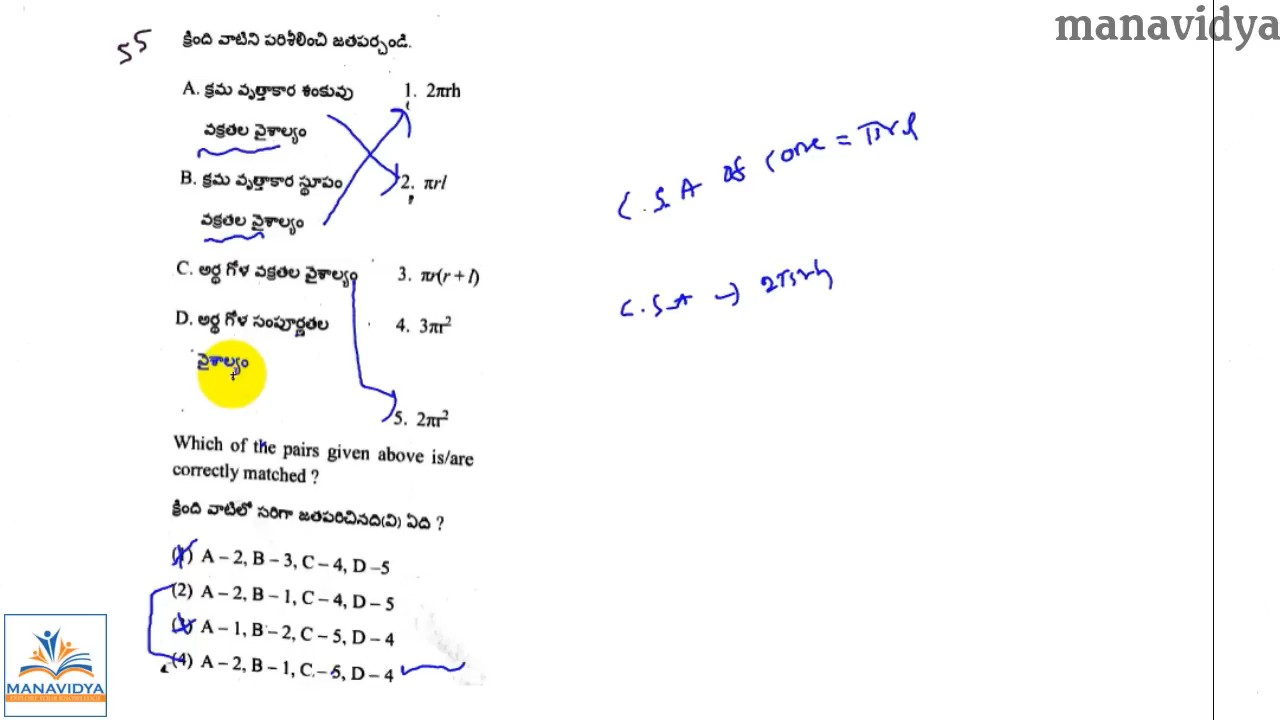 manavidya
55
క్రింది వాటిని పరిశీలించి జతపర్చండి.
A. క్రమ వృత్తాకార శంకువు 1. 2πrh
వక్రతల వైశాల్యం
B. క్రమ వృత్తాకార స్థూపం 2. πrl
వక్రతల వైశాల్యం
C. అర్ధ గోళ వక్రతల వైశాల్యం 3. πr(r + l)
D. అర్ధ గోళ సంపూర్ణతల 4. 3πr²
వైశాల్యం
5. 2πr²
Which of the pairs given above is/are
correctly matched ?
క్రింది వాటిలో సరిగా జతపరిచినది(వి) ఏది ?
(1) A – 2, B – 3, C – 4, D –5
(2) A – 2, B – 1, C – 4, D – 5
(3) A – 1, B – 2, C – 5, D – 4
(4) A – 2, B – 1, C – 5, D – 4
C.S.A of cone = πrl
C.S.A → 2πrh
MANAVIDYA